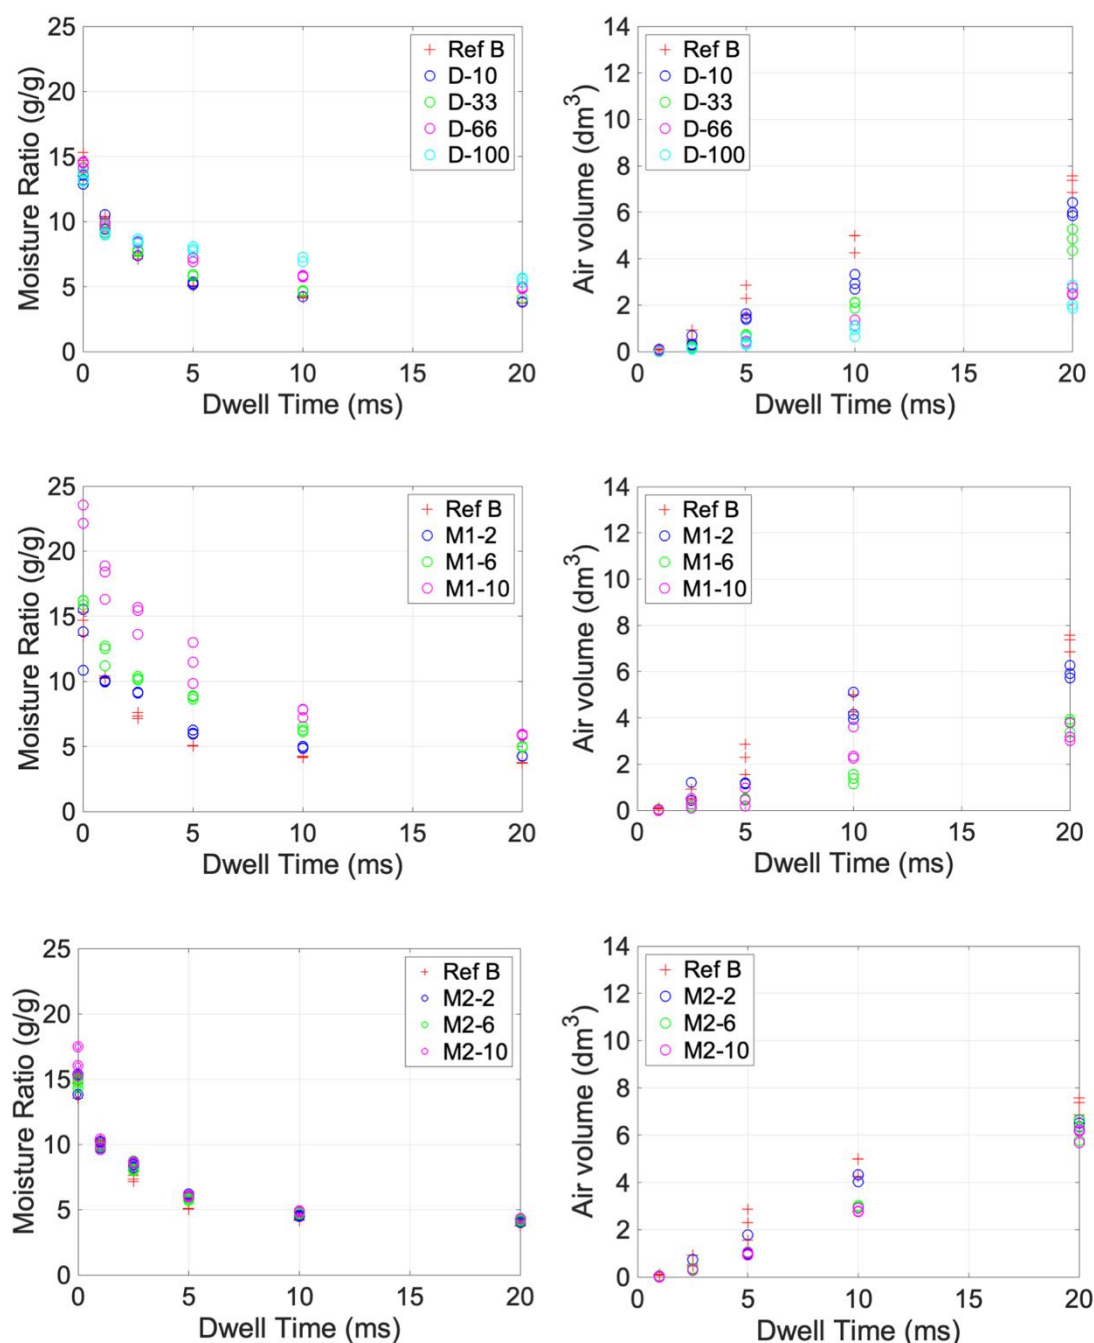 25
20
15
10
5
0
Moisture Ratio (g/g)
Ref B
D-10
D-33
D-66
D-100
0 5 10 15 20
Dwell Time (ms)
14
12
10
8
6
4
2
0
Air volume (dm³)
Ref B
D-10
D-33
D-66
D-100
0 5 10 15 20
Dwell Time (ms)
25
20
15
10
5
0
Moisture Ratio (g/g)
Ref B
M1-2
M1-6
M1-10
0 5 10 15 20
Dwell Time (ms)
14
12
10
8
6
4
2
0
Air volume (dm³)
Ref B
M1-2
M1-6
M1-10
0 5 10 15 20
Dwell Time (ms)
25
20
15
10
5
0
Moisture Ratio (g/g)
Ref B
M2-2
M2-6
M2-10
0 5 10 15 20
Dwell Time (ms)
14
12
10
8
6
4
2
0
Air volume (dm³)
Ref B
M2-2
M2-6
M2-10
0 5 10 15 20
Dwell Time (ms)